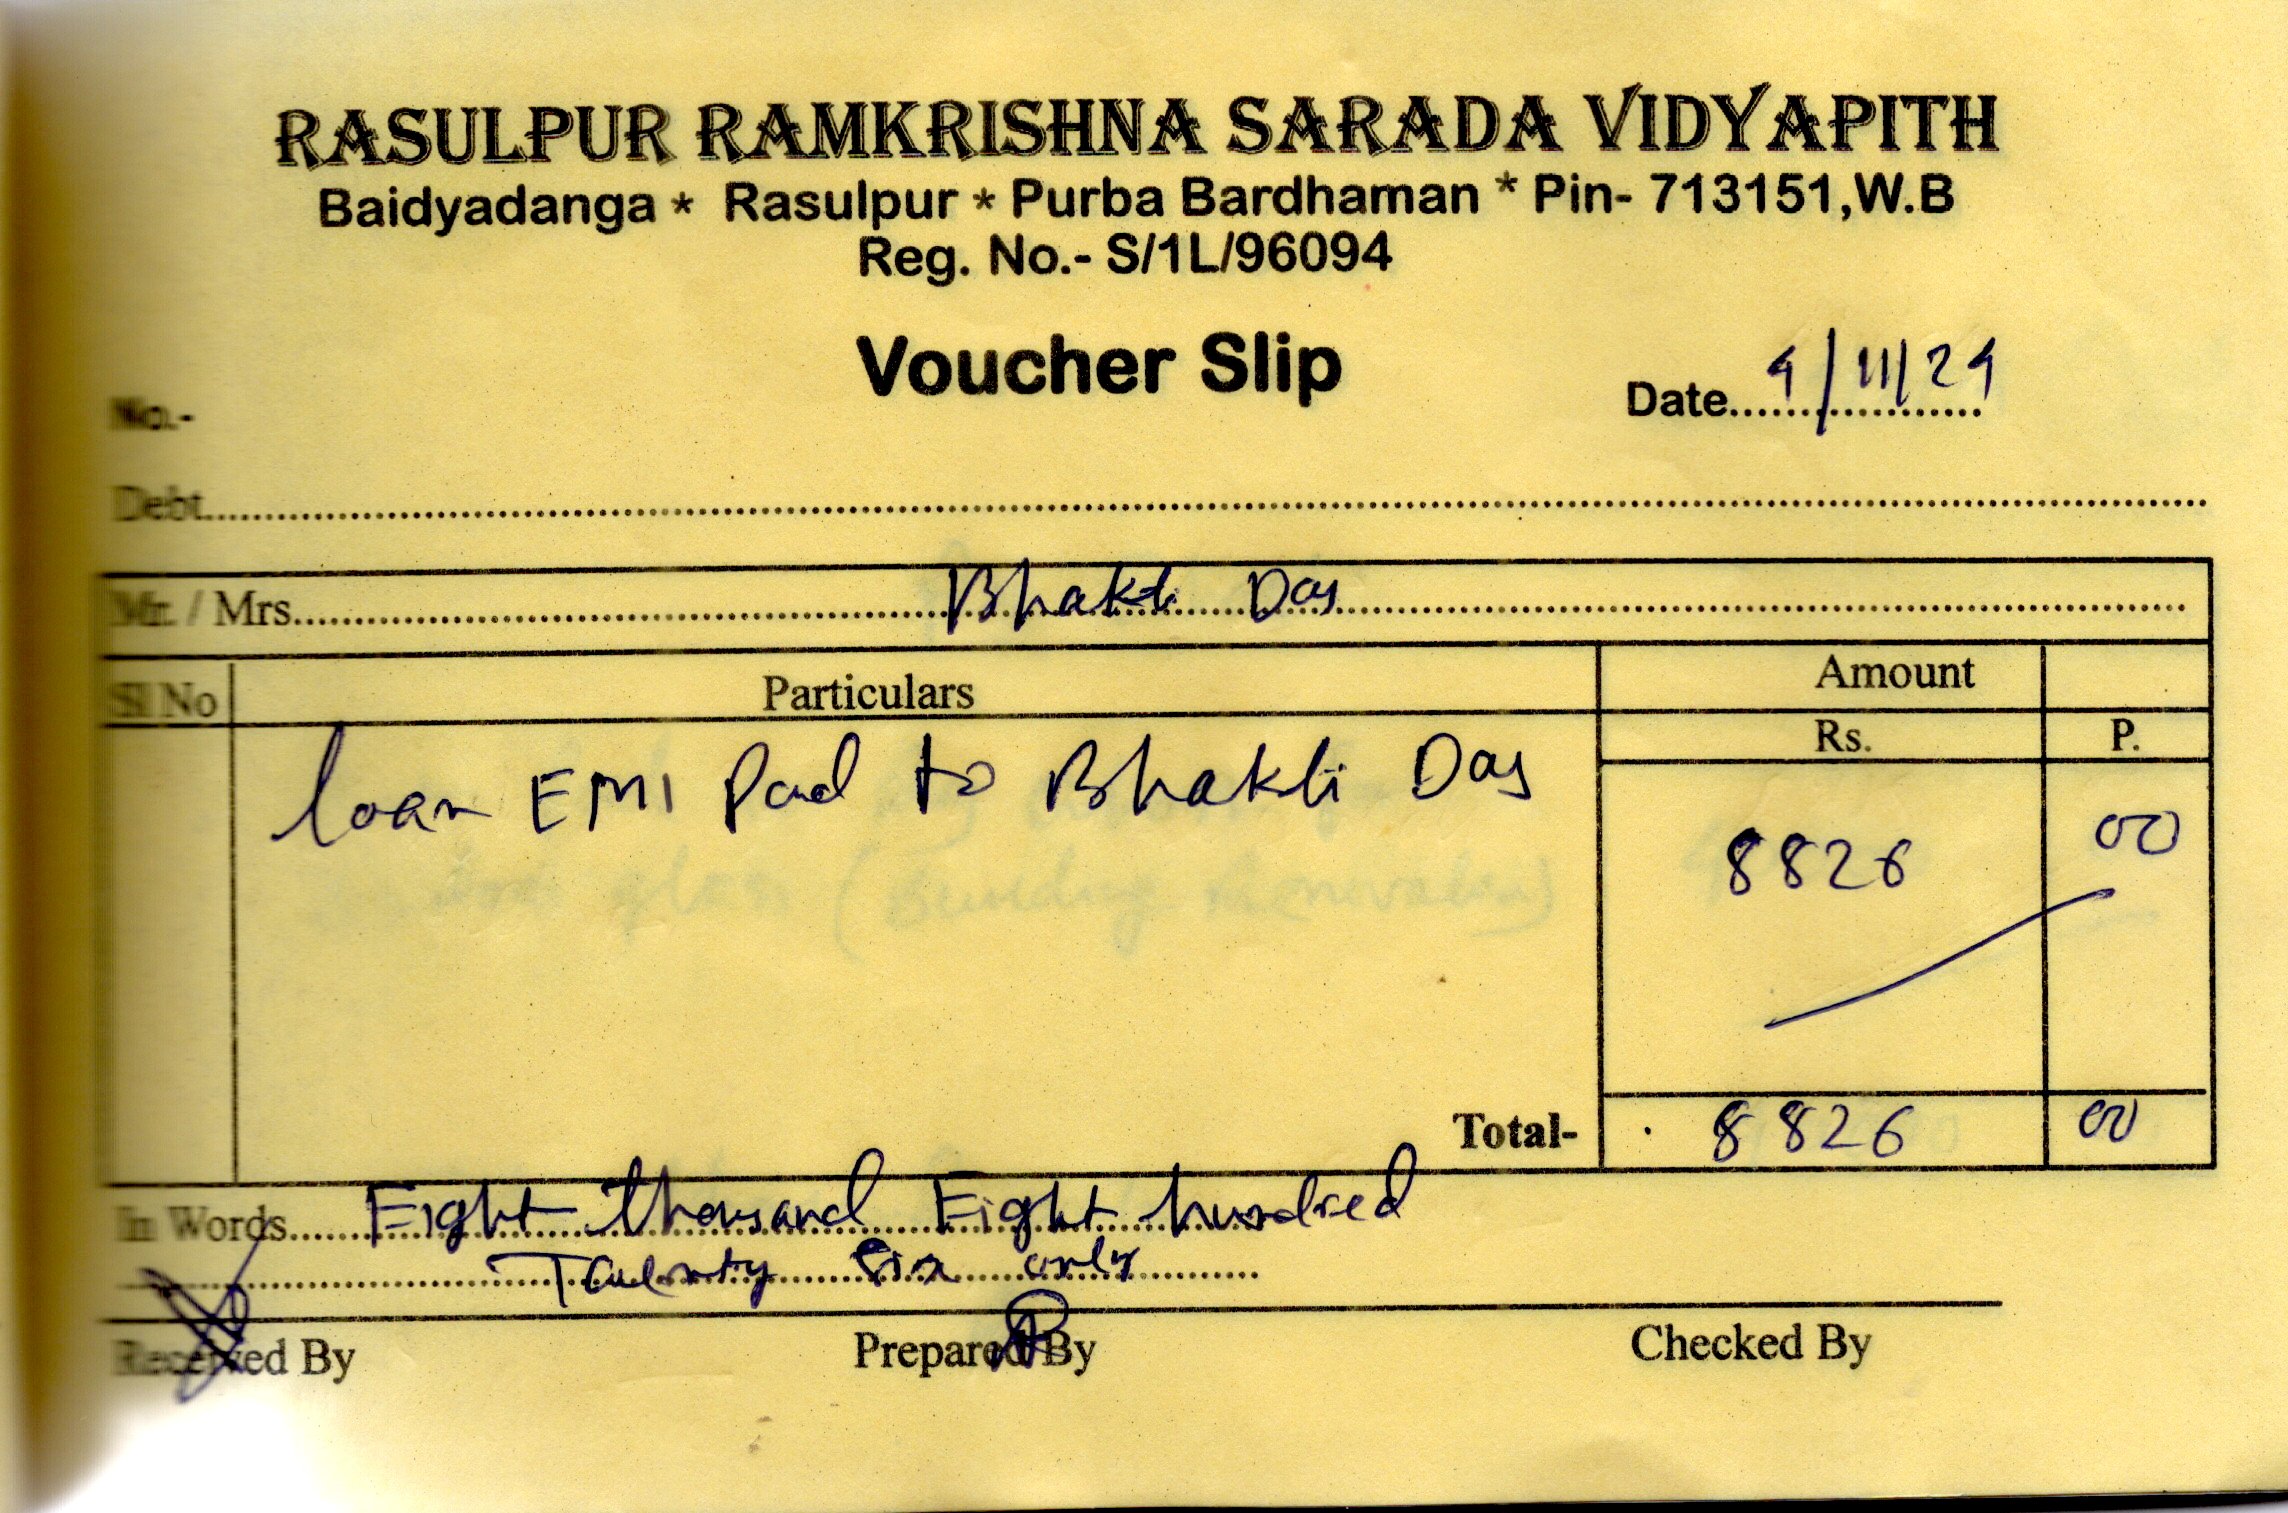 RASULPUR RAMKRISHNA SARADA VIDYAPITH
Baidyadanga * Rasulpur * Purba Bardhaman * Pin- 713151,W.B
Reg. No.- S/1L/96094
Voucher Slip
No.-
Date.................. 4/11/24
Debt
Mr. / Mrs. Bhakti Das
Sl No Particulars Amount
Rs. P.
loan EMI Paid to Bhakti Das 8826 00
Total- 8826 00
In Words...... Eight thousand Eight hundred
Twenty Six only
Received By Prepared By Checked By